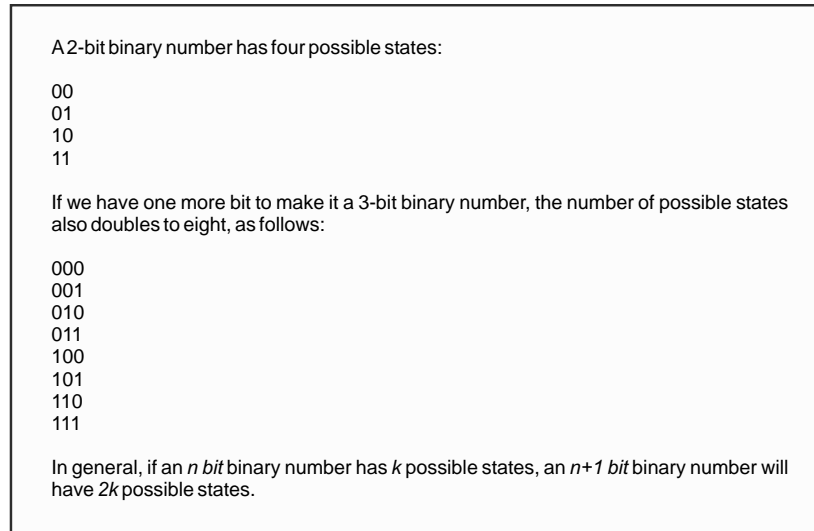 A 2-bit binary number has four possible states:
00
01
10
11
If we have one more bit to make it a 3-bit binary number, the number of possible states
also doubles to eight, as follows:
000
001
010
011
100
101
110
111
In general, if an n bit binary number has k possible states, an n+1 bit binary number will
have 2k possible states.